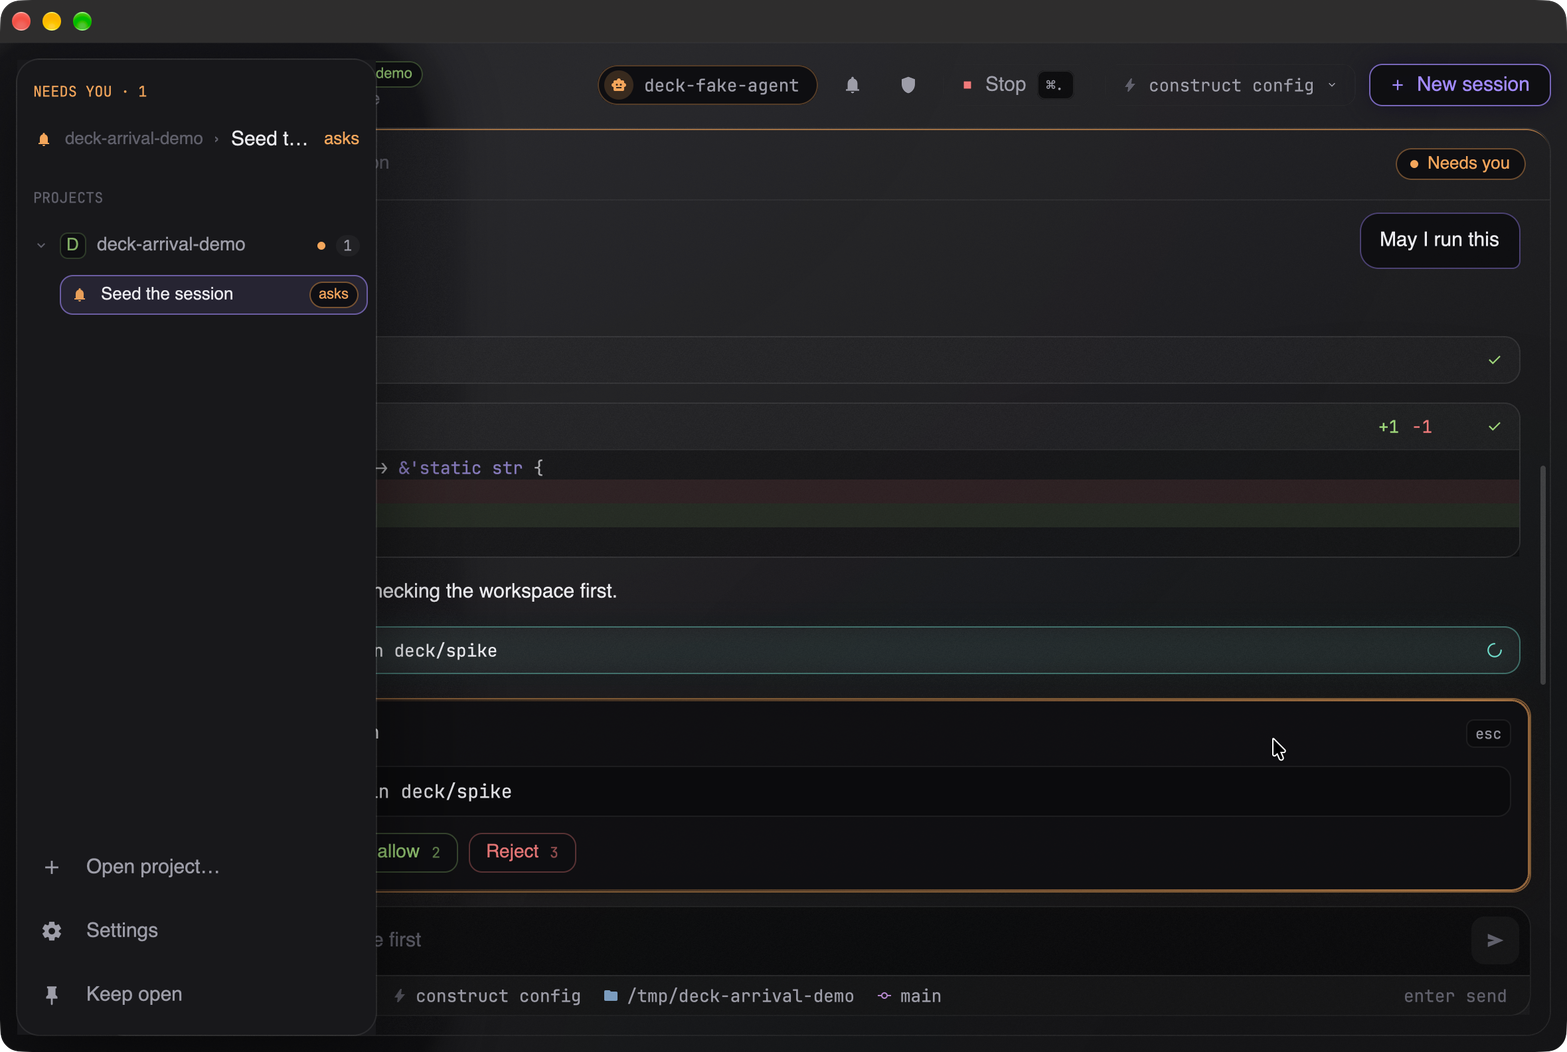 NEEDS YOU · 1
deck-arrival-demo › Seed t… asks
PROJECTS
D deck-arrival-demo 1
Seed the session asks
Open project…
Settings
Keep open
demo
deck-fake-agent
Stop ⌘.
construct config
+ New session
Needs you
May I run this
+1 -1
→ &'static str {
hecking the workspace first.
n deck/spike
esc
in deck/spike
allow 2
Reject 3
e first
construct config /tmp/deck-arrival-demo main
enter send